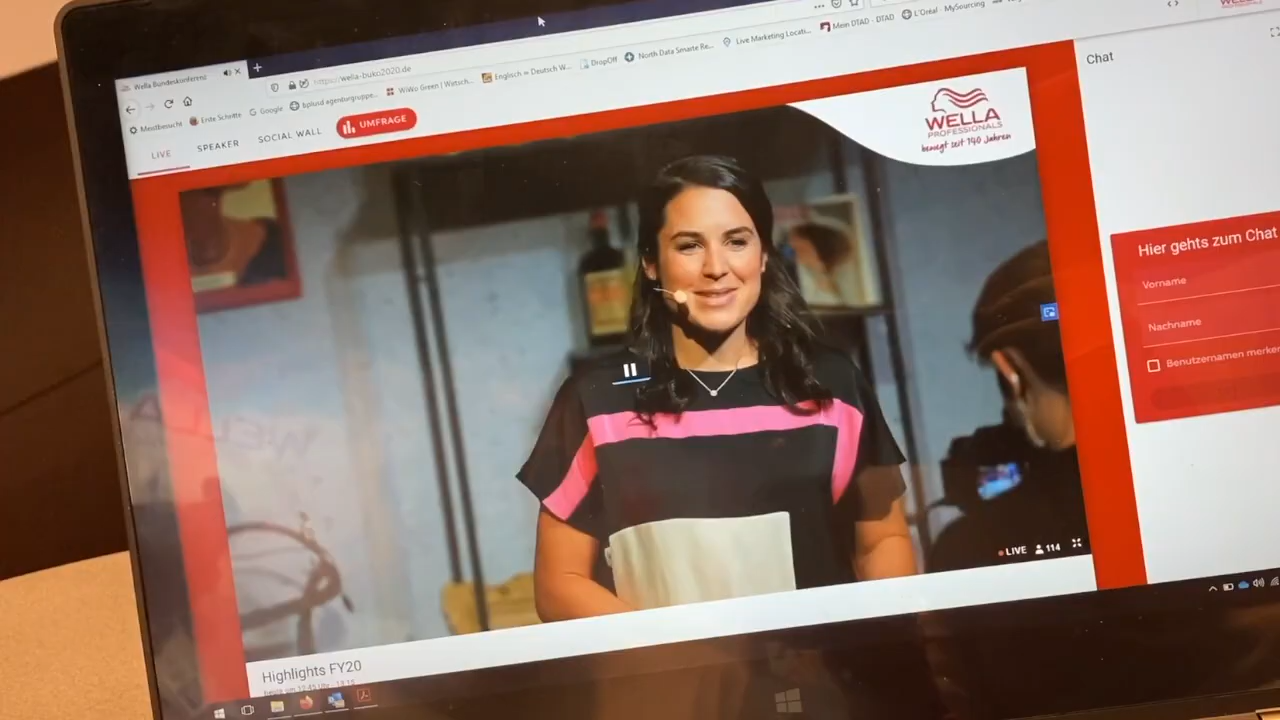 Wella Bundeskonferenz
https://wella-buko2020.de
Meistbesucht
Erste Schritte
Google
bplusd agenturgruppe...
WiWo Green | Wirtsch...
Englisch ⇔ Deutsch W...
DropOff
North Data Smarte Re...
Live Marketing Locati...
Mein DTAD · DTAD
L'Oréal · MySourcing
LIVE
SPEAKER
SOCIAL WALL
UMFRAGE
WELLA
PROFESSIONALS
bewegt seit 140 Jahren
Chat
Hier gehts zum Chat
Vorname
Nachname
Benutzernamen merken
LIVE 114
Highlights FY20